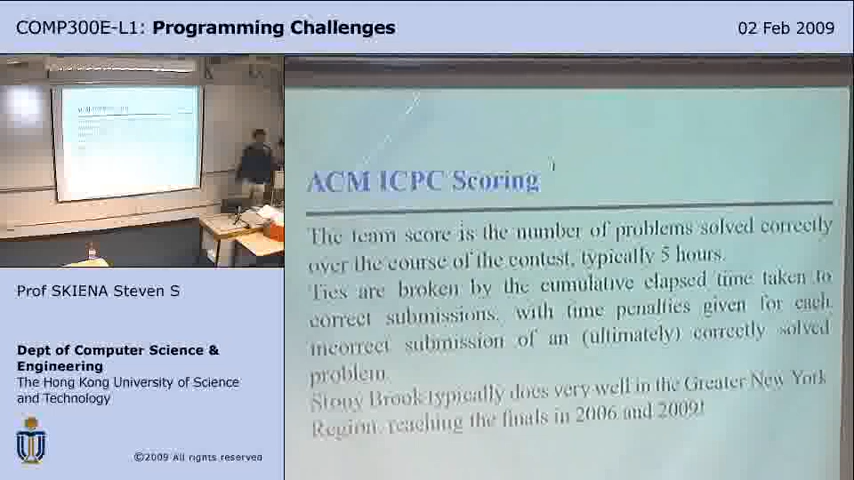 COMP300E-L1: Programming Challenges
02 Feb 2009
ACM ICPC Scoring
The team score is the number of problems solved correctly
over the course of the contest, typically 5 hours.
Ties are broken by the cumulative elapsed time taken to
correct submissions, with time penalties given for each
incorrect submission of an (ultimately) correctly solved
problem.
Stony Brook typically does very well in the Greater New York
Region, reaching the finals in 2006 and 2009!
Prof SKIENA Steven S
Dept of Computer Science &
Engineering
The Hong Kong University of Science
and Technology
©2009 All rights reserved